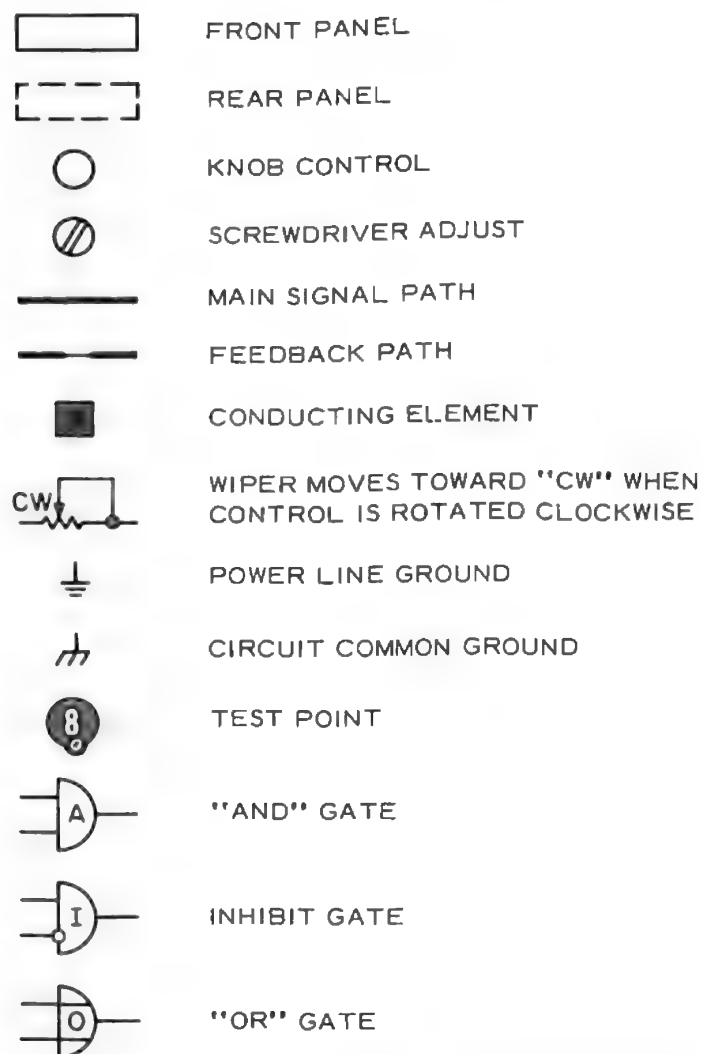 FRONT PANEL
REAR PANEL
KNOB CONTROL
SCREWDRIVER ADJUST
MAIN SIGNAL PATH
FEEDBACK PATH
CONDUCTING ELEMENT
CW WIPER MOVES TOWARD "CW" WHEN
CONTROL IS ROTATED CLOCKWISE
POWER LINE GROUND
CIRCUIT COMMON GROUND
8 TEST POINT
A "AND" GATE
I INHIBIT GATE
O "OR" GATE